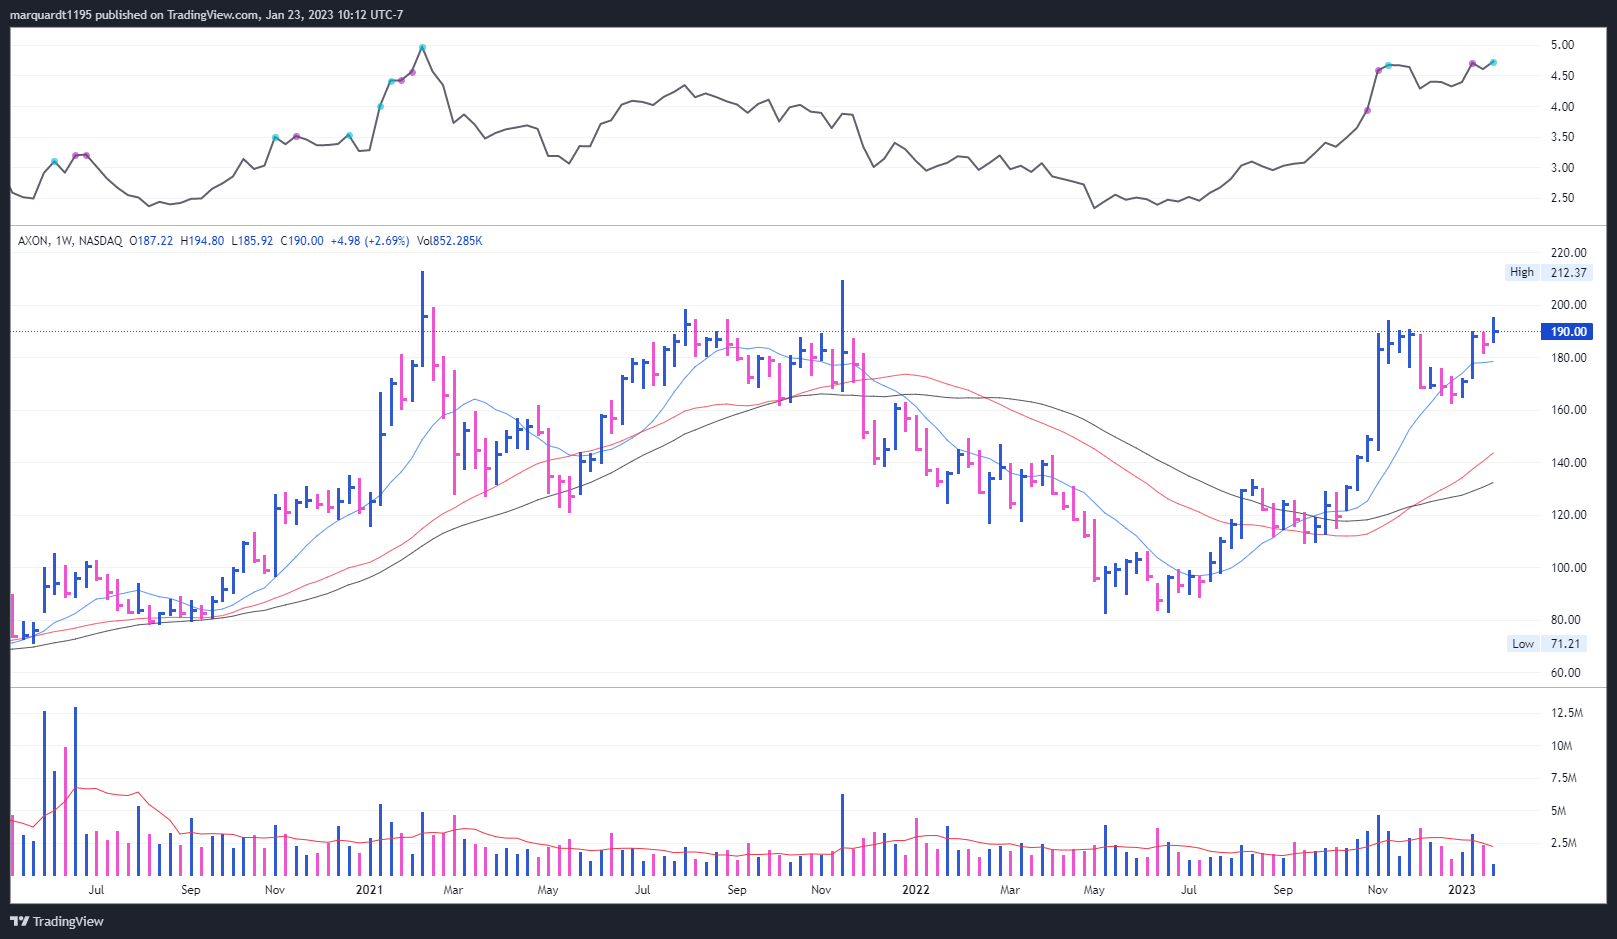 marquardt1195 published on TradingView.com, Jan 23, 2023 10:12 UTC-7
5.00
4.50
4.00
3.50
3.00
2.50
AXON, 1W, NASDAQ O187.22 H194.80 L185.92 C190.00 +4.98 (+2.69%) Vol852.285K
220.00
High 212.37
200.00
190.00
180.00
160.00
140.00
120.00
100.00
80.00
Low 71.21
60.00
12.5M
10M
7.5M
5M
2.5M
Jul Sep Nov 2021 Mar May Jul Sep Nov 2022 Mar May Jul Sep Nov 2023
TradingView